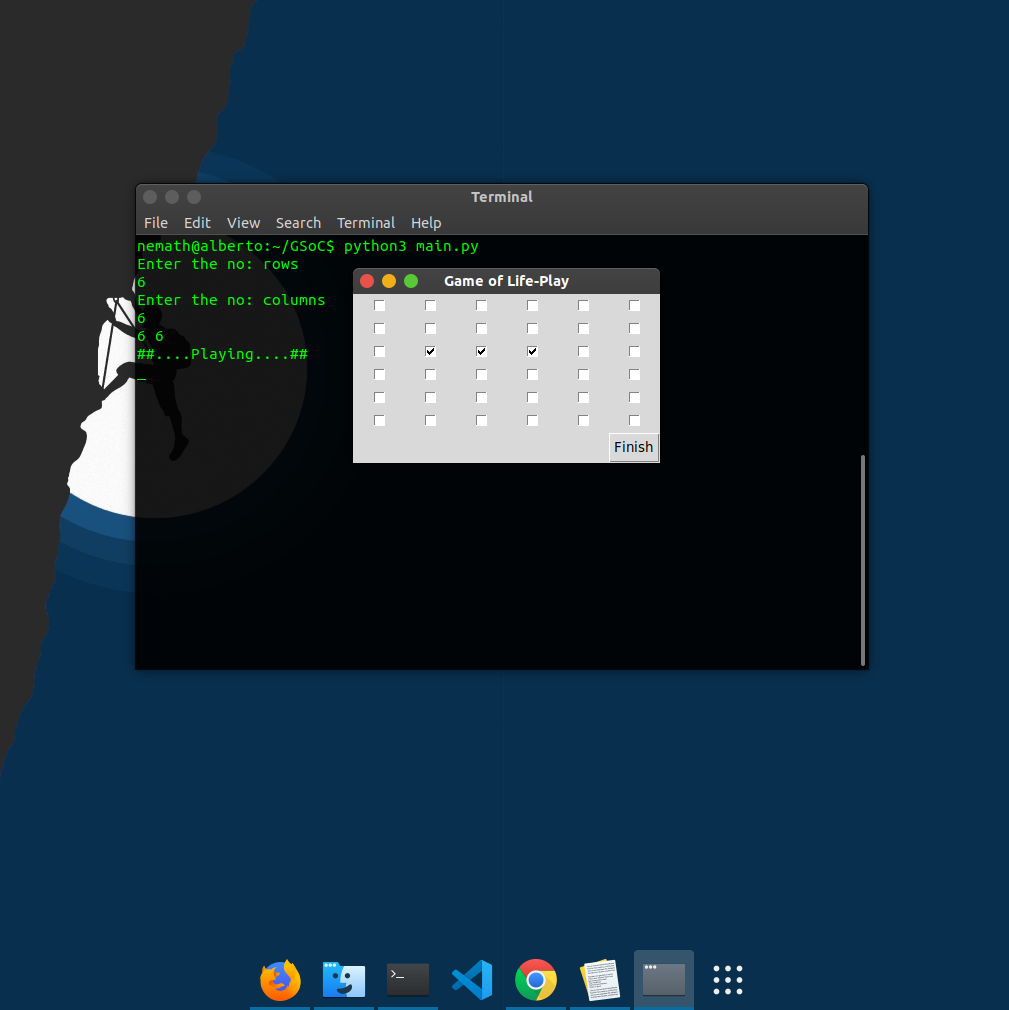 Terminal
File Edit View Search Terminal Help
nemath@alberto:~/GSoC$ python3 main.py
Enter the no: rows
6
Enter the no: columns
6
6 6
##....Playing....##
Game of Life-Play
Finish